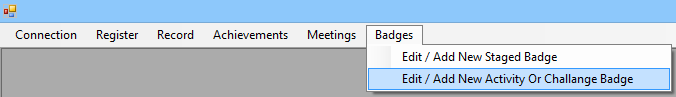 Connection Register Record Achievements Meetings Badges
Edit / Add New Staged Badge
Edit / Add New Activity Or Challange Badge